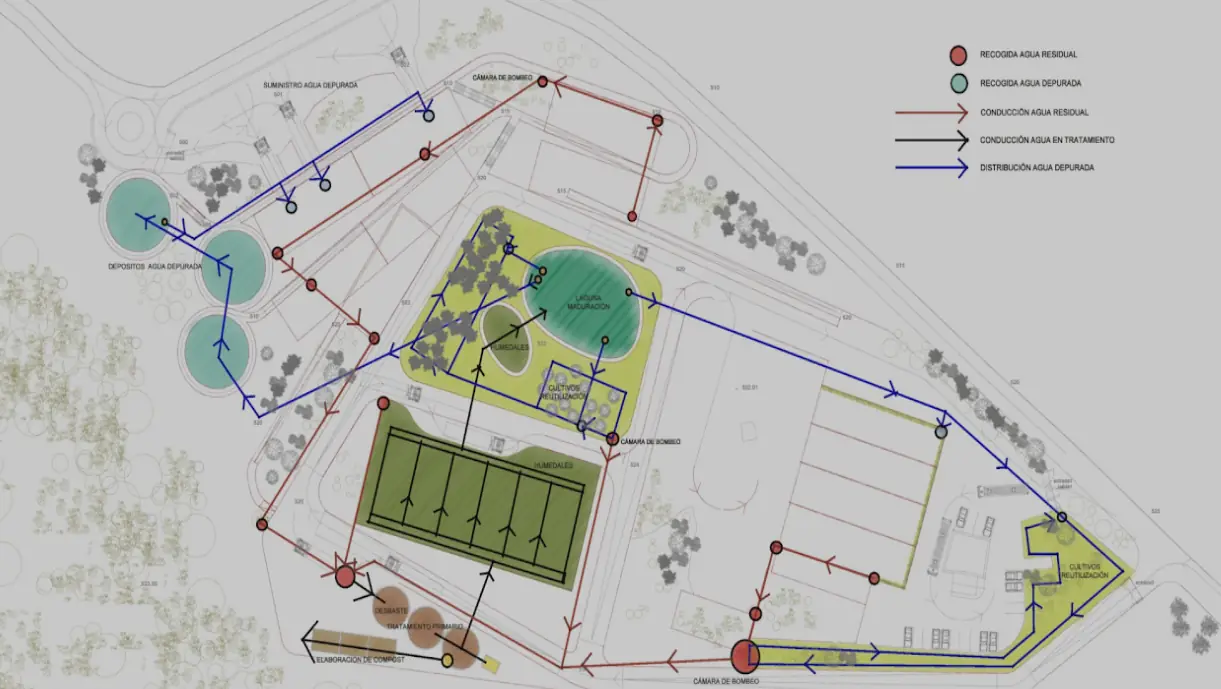 RECOGIDA AGUA RESIDUAL
RECOGIDA AGUA DEPURADA
CONDUCCIÓN AGUA RESIDUAL
CONDUCCIÓN AGUA EN TRATAMIENTO
DISTRIBUCIÓN AGUA DEPURADA
CÁMARA DE BOMBEO
SUMINISTRO AGUA DEPURADA
DEPOSITOS AGUA DEPURADA
LAGUNA
MADURACIÓN
HUMEDALES
CULTIVOS
REUTILIZACIÓN
CÁMARA DE BOMBEO
HUMEDALES
CULTIVOS
REUTILIZACIÓN
DESBASTE
TRATAMIENTO PRIMARIO
ELABORACION DE COMPOST
CÁMARA DE BOMBEO